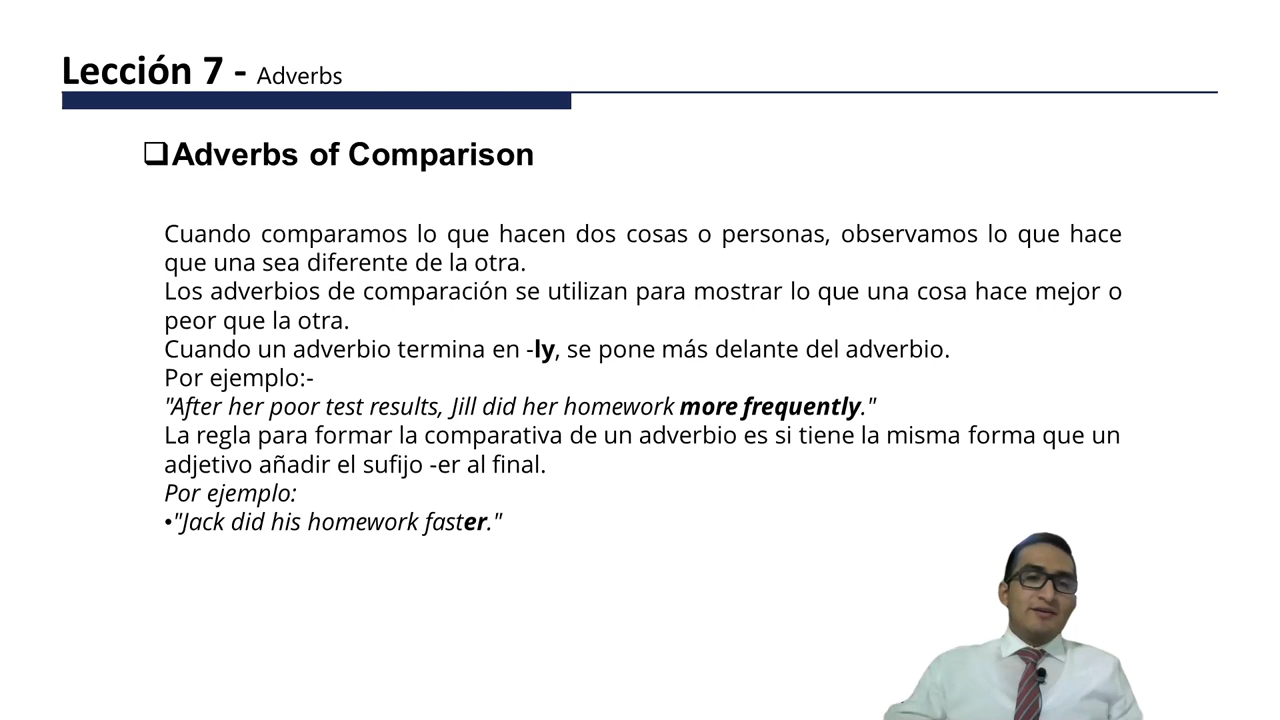 Lección 7 - Adverbs
❑Adverbs of Comparison
Cuando comparamos lo que hacen dos cosas o personas, observamos lo que hace
que una sea diferente de la otra.
Los adverbios de comparación se utilizan para mostrar lo que una cosa hace mejor o
peor que la otra.
Cuando un adverbio termina en -ly, se pone más delante del adverbio.
Por ejemplo:-
"After her poor test results, Jill did her homework more frequently."
La regla para formar la comparativa de un adverbio es si tiene la misma forma que un
adjetivo añadir el sufijo -er al final.
Por ejemplo:
•"Jack did his homework faster."